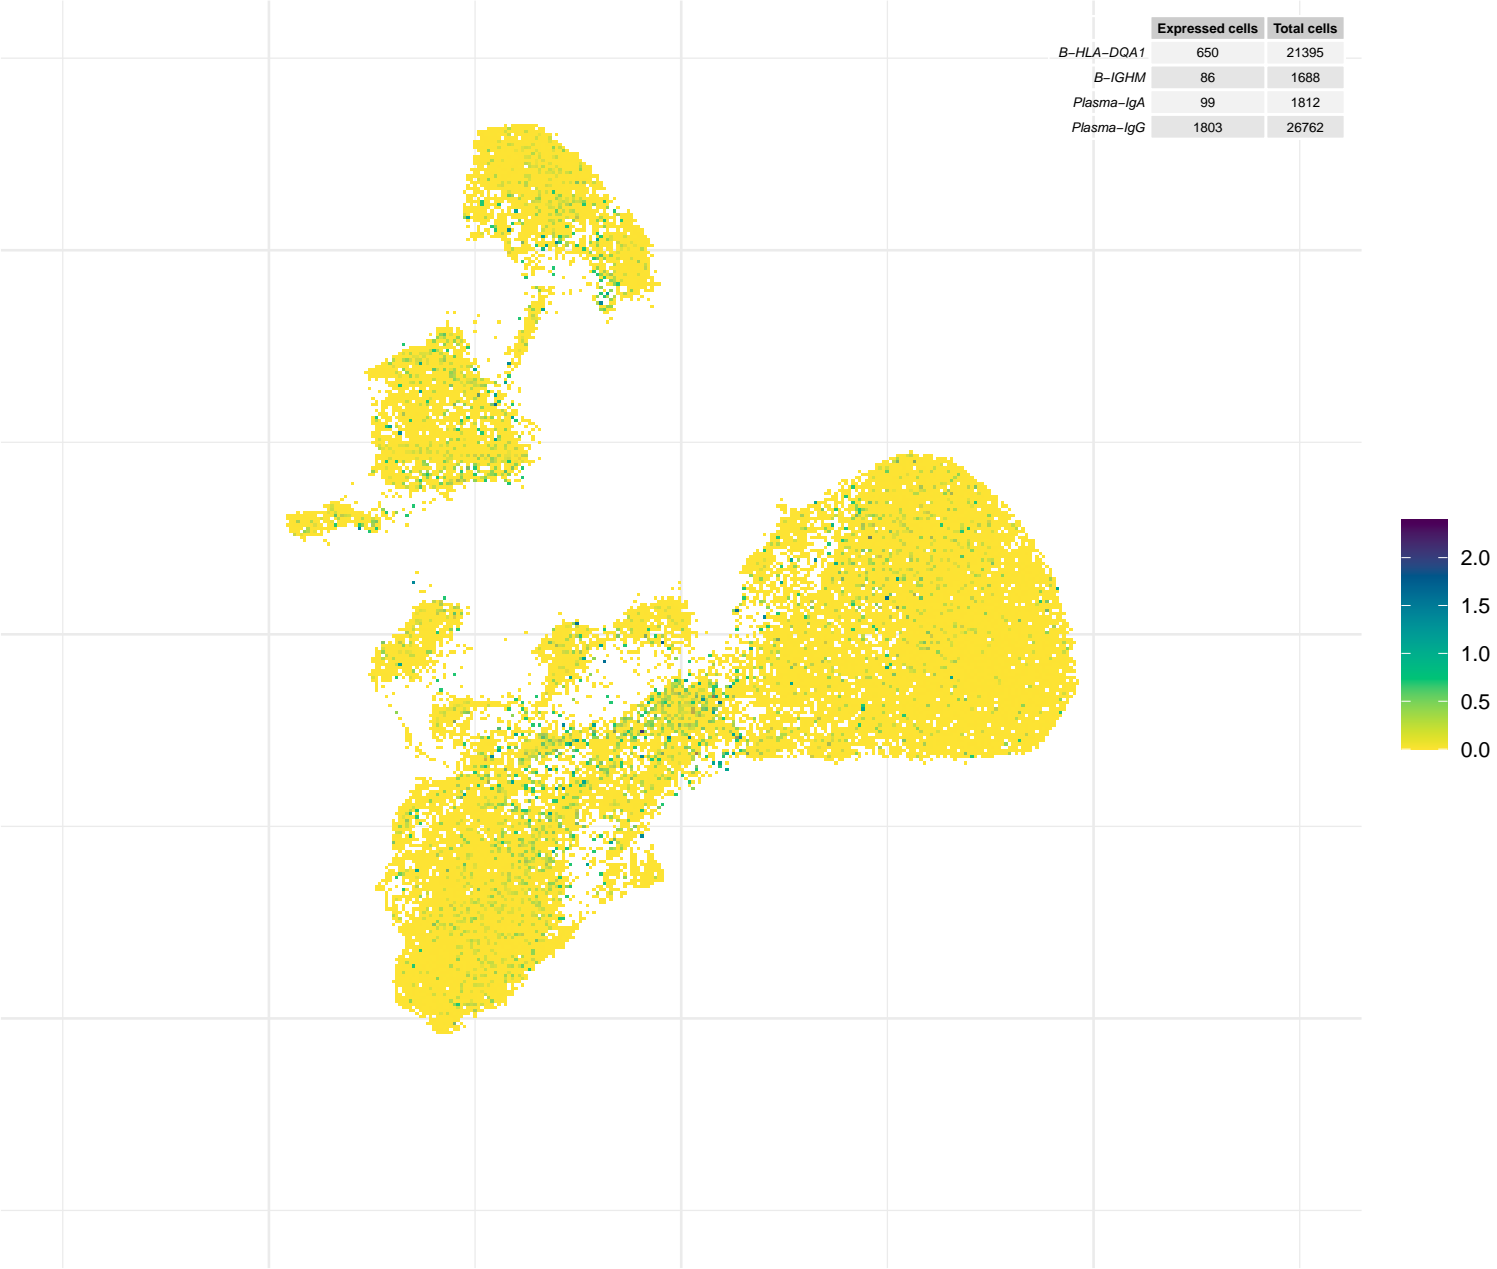 Expressed cells Total cells
B−HLA−DQA1 650 21395
B−IGHM 86 1688
Plasma−IgA 99 1812
Plasma−IgG 1803 26762
2.0
1.5
1.0
0.5
0.0